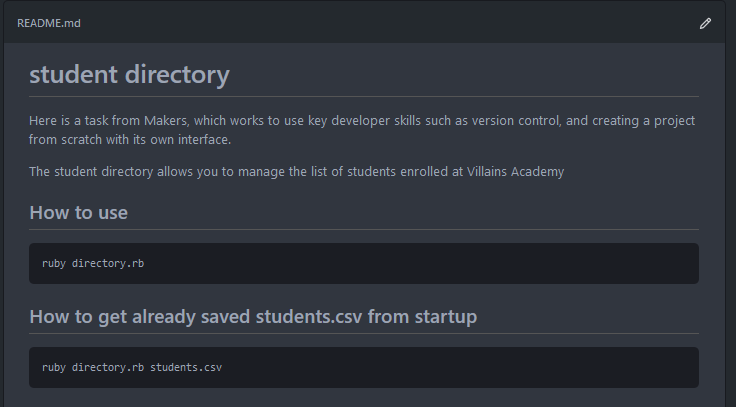 README.md
student directory
Here is a task from Makers, which works to use key developer skills such as version control, and creating a project
from scratch with its own interface.
The student directory allows you to manage the list of students enrolled at Villains Academy
How to use
ruby directory.rb
How to get already saved students.csv from startup
ruby directory.rb students.csv